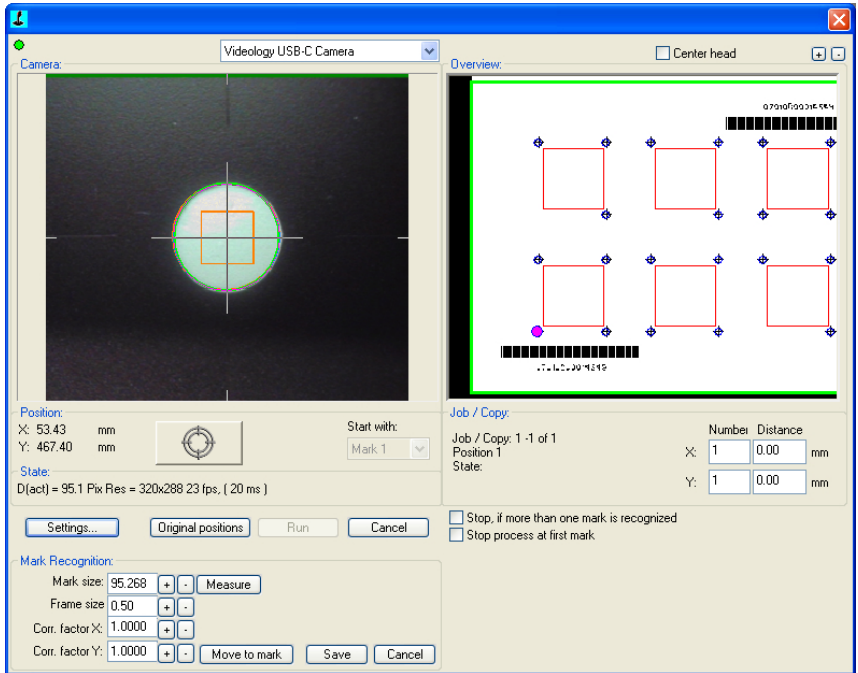 Videology USB-C Camera
Center head
+ -
Camera:
Overview:
Position:
X: 53.43 mm
Y: 467.40 mm
Start with:
Mark 1
State:
D(act) = 95.1 Pix Res = 320x288 23 fps, ( 20 ms )
Settings...
Original positions
Run
Cancel
Mark Recognition:
Mark size: 95.268 + - Measure
Frame size 0.50 + -
Corr. factor X: 1.0000 + -
Corr. factor Y: 1.0000 + - Move to mark Save Cancel
Job / Copy:
Job / Copy: 1 -1 of 1
Position 1
State:
Number Distance
X: 1 0.00 mm
Y: 1 0.00 mm
Stop, if more than one mark is recognized
Stop process at first mark